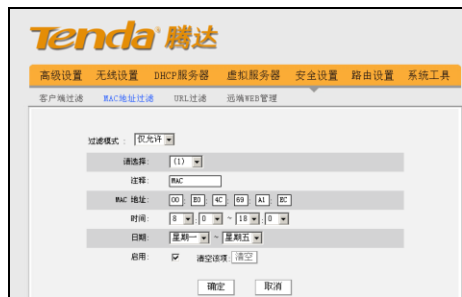 Tenda 腾达
高级设置 无线设置 DHCP服务器 虚拟服务器 安全设置 路由设置 系统工具
客户端过滤 MAC地址过滤 URL过滤 远端WEB管理
过滤模式 : 仅允许
请选择: (1)
注释: MAC
MAC 地址: 00 : E0 : 4C : 69 : A1 : EC
时间: 8 : 0 ~ 18 : 0
日期: 星期一 ~ 星期五
启用: 清空该项: 清空
确定 取消